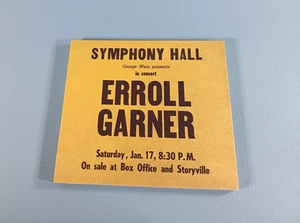 SYMPHONY HALL
George Wein presents
in concert
ERROLL
GARNER
Saturday, Jan. 17, 8:30 P.M.
On sale at Box Office and Storyville